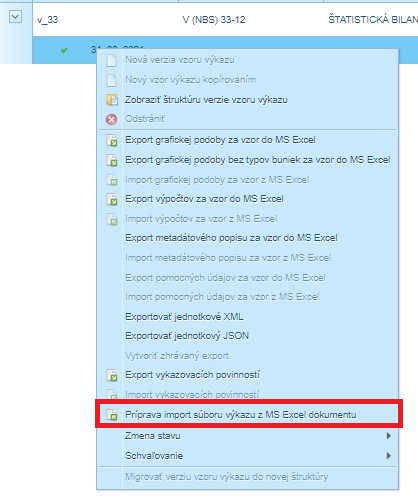 v_33 V (NBS) 33-12 ŠTATISTICKÁ BILAN
Nová verzia vzoru výkazu
Nový vzor výkazu kopírovaním
Zobraziť štruktúru verzie vzoru výkazu
Odstrániť
Export grafickej podoby za vzor do MS Excel
Export grafickej podoby bez typov buniek za vzor do MS Excel
Import grafickej podoby za vzor z MS Excel
Export výpočtov za vzor do MS Excel
Import výpočtov za vzor z MS Excel
Export metadátového popisu za vzor do MS Excel
Import metadátového popisu za vzor z MS Excel
Export pomocných údajov za vzor do MS Excel
Import pomocných údajov za vzor z MS Excel
Exportovať jednotkové XML
Exportovať jednotkový JSON
Vytvoriť zhrávaný export
Export vykazovacích povinností
Import vykazovacích povinností
Príprava import súboru výkazu z MS Excel dokumentu
Zmena stavu
Schvaľovanie
Migrovať verziu vzoru výkazu do novej štruktúry